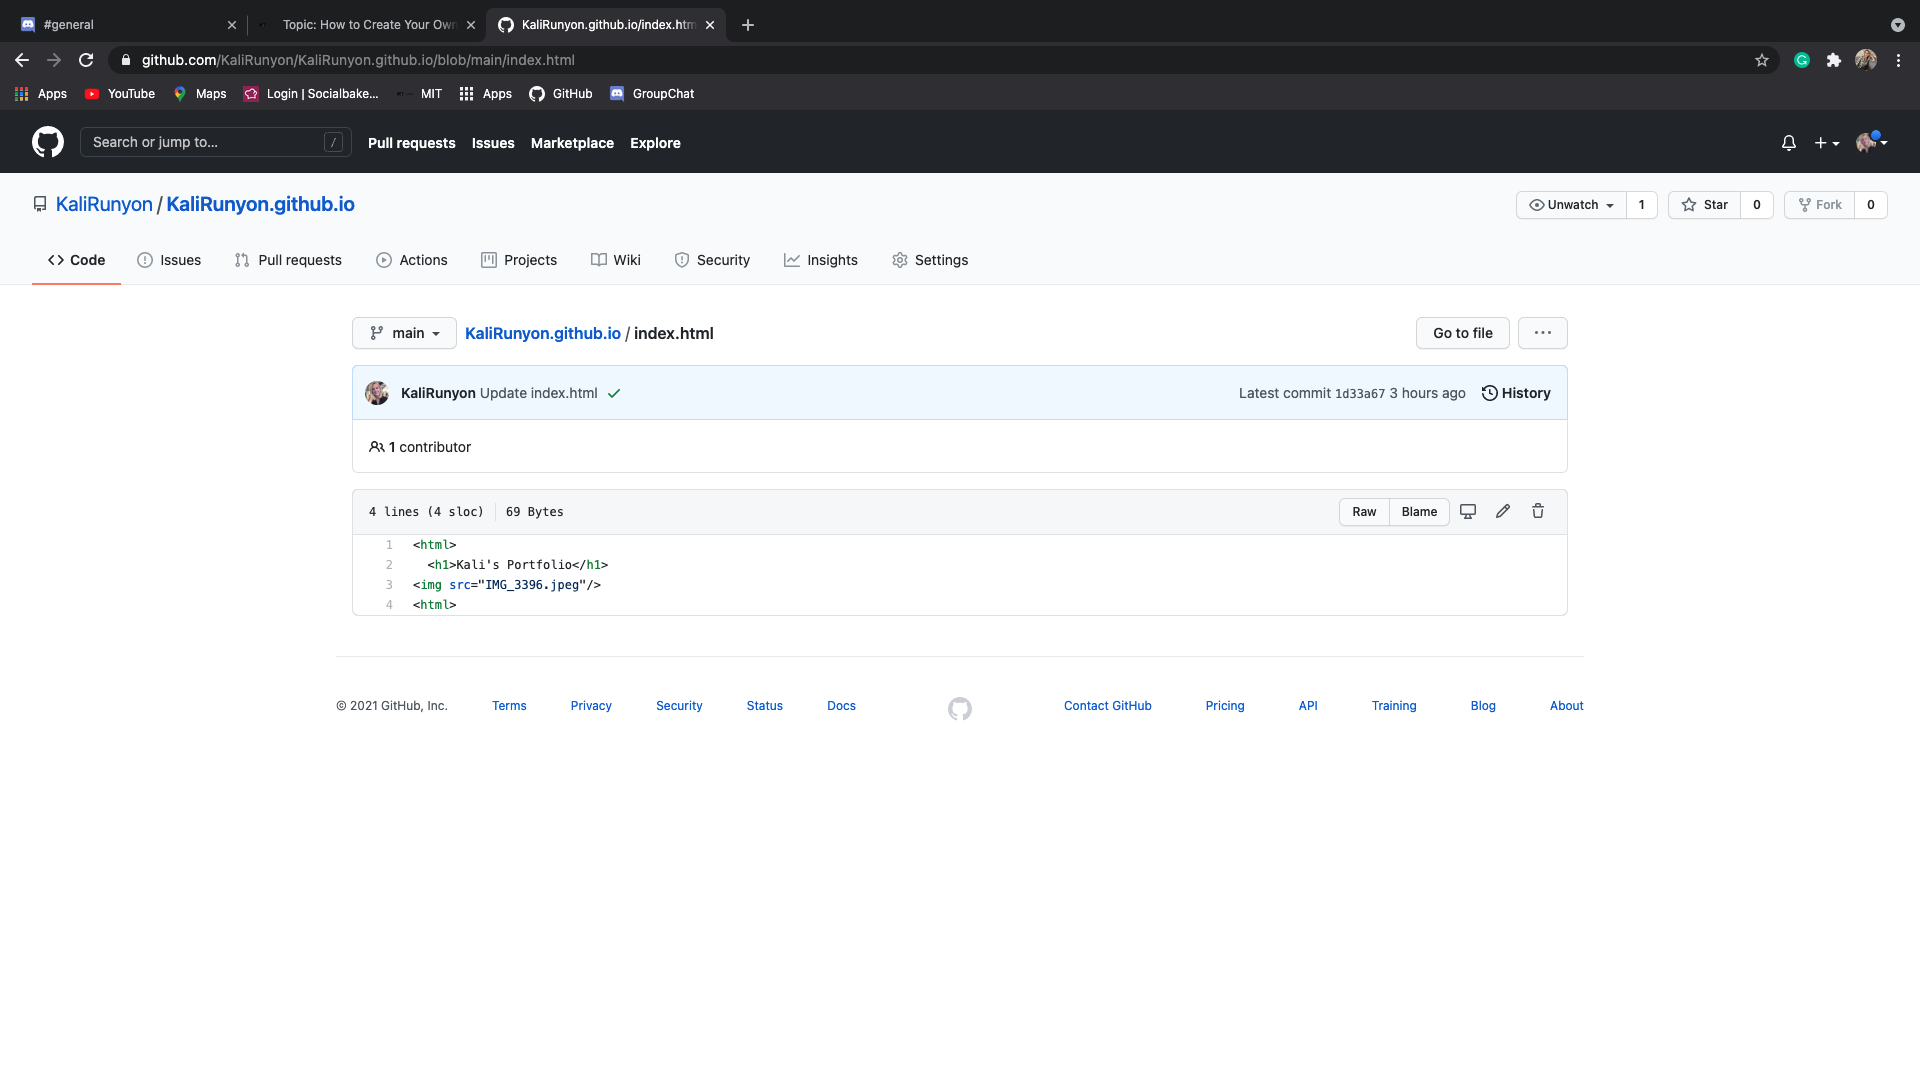 #general
Topic: How to Create Your Own
KaliRunyon.github.io/index.htm
github.com/KaliRunyon/KaliRunyon.github.io/blob/main/index.html
Apps YouTube Maps Login | Socialbake... MIT Apps GitHub GroupChat
Search or jump to... / Pull requests Issues Marketplace Explore
KaliRunyon / KaliRunyon.github.io
Unwatch 1 Star 0 Fork 0
Code Issues Pull requests Actions Projects Wiki Security Insights Settings
main KaliRunyon.github.io / index.html Go to file ...
KaliRunyon Update index.html Latest commit 1d33a67 3 hours ago History
1 contributor
4 lines (4 sloc) 69 Bytes Raw Blame
1 <html>
2 <h1>Kali's Portfolio</h1>
3 <img src="IMG_3396.jpeg"/>
4 <html>
© 2021 GitHub, Inc. Terms Privacy Security Status Docs Contact GitHub Pricing API Training Blog About